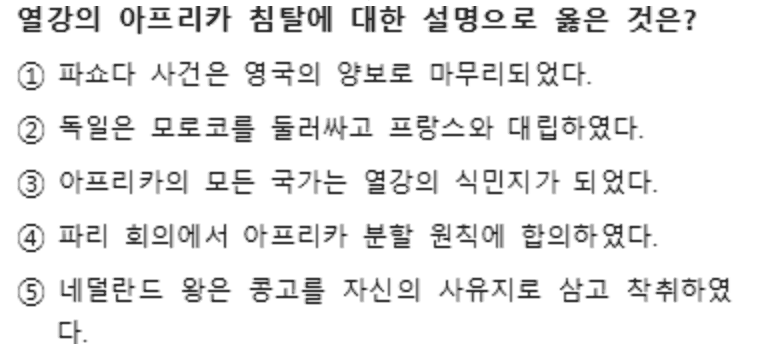 열강의 아프리카 침탈에 대한 설명으로 옳은 것은?
① 파쇼다 사건은 영국의 양보로 마무리되었다.
② 독일은 모로코를 둘러싸고 프랑스와 대립하였다.
③ 아프리카의 모든 국가는 열강의 식민지가 되었다.
④ 파리 회의에서 아프리카 분할 원칙에 합의하였다.
⑤ 네덜란드 왕은 콩고를 자신의 사유지로 삼고 착취하였
다.